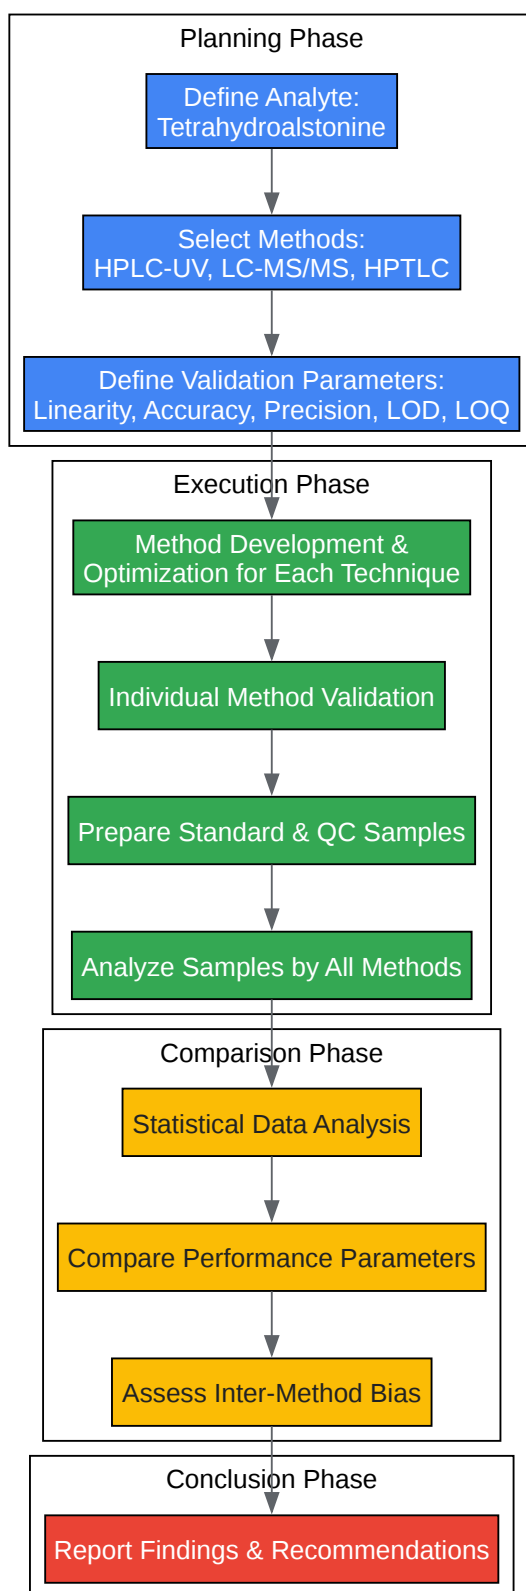 Planning Phase
Define Analyte:
Tetrahydroalstonine
Select Methods:
HPLC-UV, LC-MS/MS, HPTLC
Define Validation Parameters:
Linearity, Accuracy, Precision, LOD, LOQ
Execution Phase
Method Development &
Optimization for Each Technique
Individual Method Validation
Prepare Standard & QC Samples
Analyze Samples by All Methods
Comparison Phase
Statistical Data Analysis
Compare Performance Parameters
Assess Inter-Method Bias
Conclusion Phase
Report Findings & Recommendations